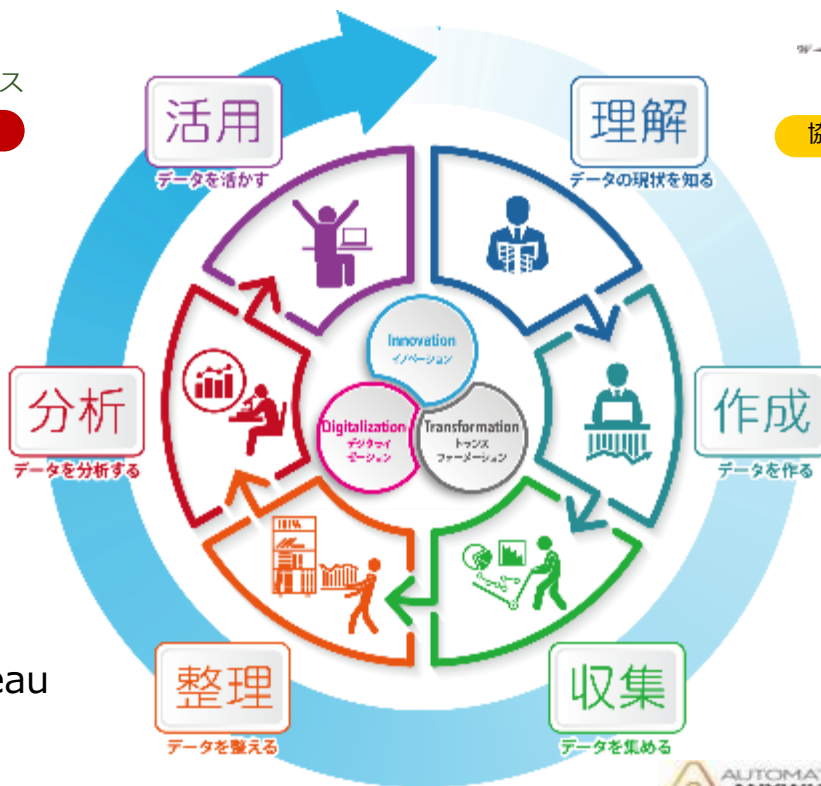 ス
活用
データを活かす
理解
データの現状を知る
協
Innovation
イノベーション
Digitalization
デジタライ
ゼーション
Transformation
トランス
フォーメーション
分析
データを分析する
作成
データを作る
整理
データを整える
収集
データを集める
eau
AUTOMAT